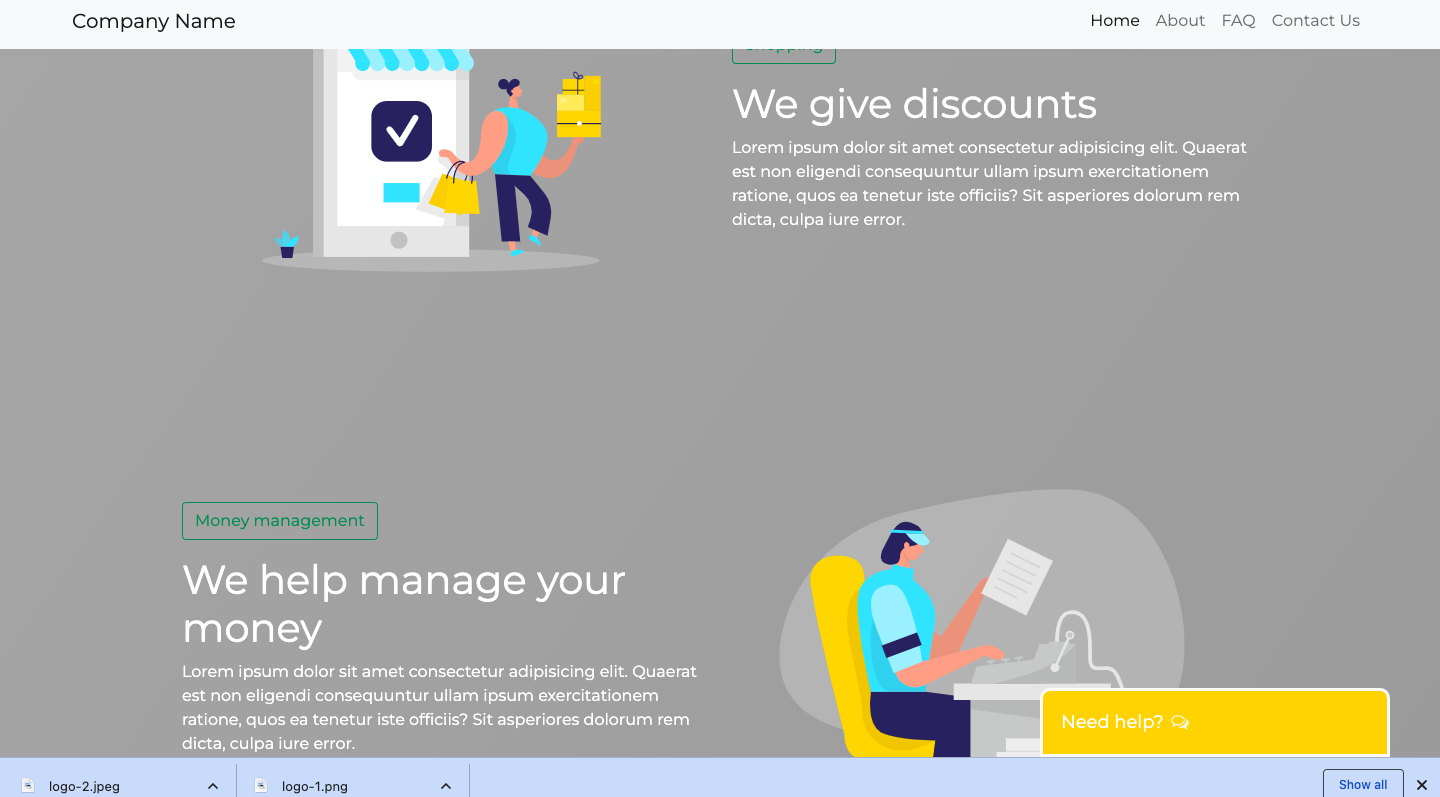 Company Name
Home About FAQ Contact Us
Shopping
We give discounts
Lorem ipsum dolor sit amet consectetur adipisicing elit. Quaerat
est non eligendi consequuntur ullam ipsum exercitationem
ratione, quos ea tenetur iste officiis? Sit asperiores dolorum rem
dicta, culpa iure error.
Money management
We help manage your
money
Lorem ipsum dolor sit amet consectetur adipisicing elit. Quaerat
est non eligendi consequuntur ullam ipsum exercitationem
ratione, quos ea tenetur iste officiis? Sit asperiores dolorum rem
dicta, culpa iure error.
Need help?
logo-2.jpeg
logo-1.png
Show all